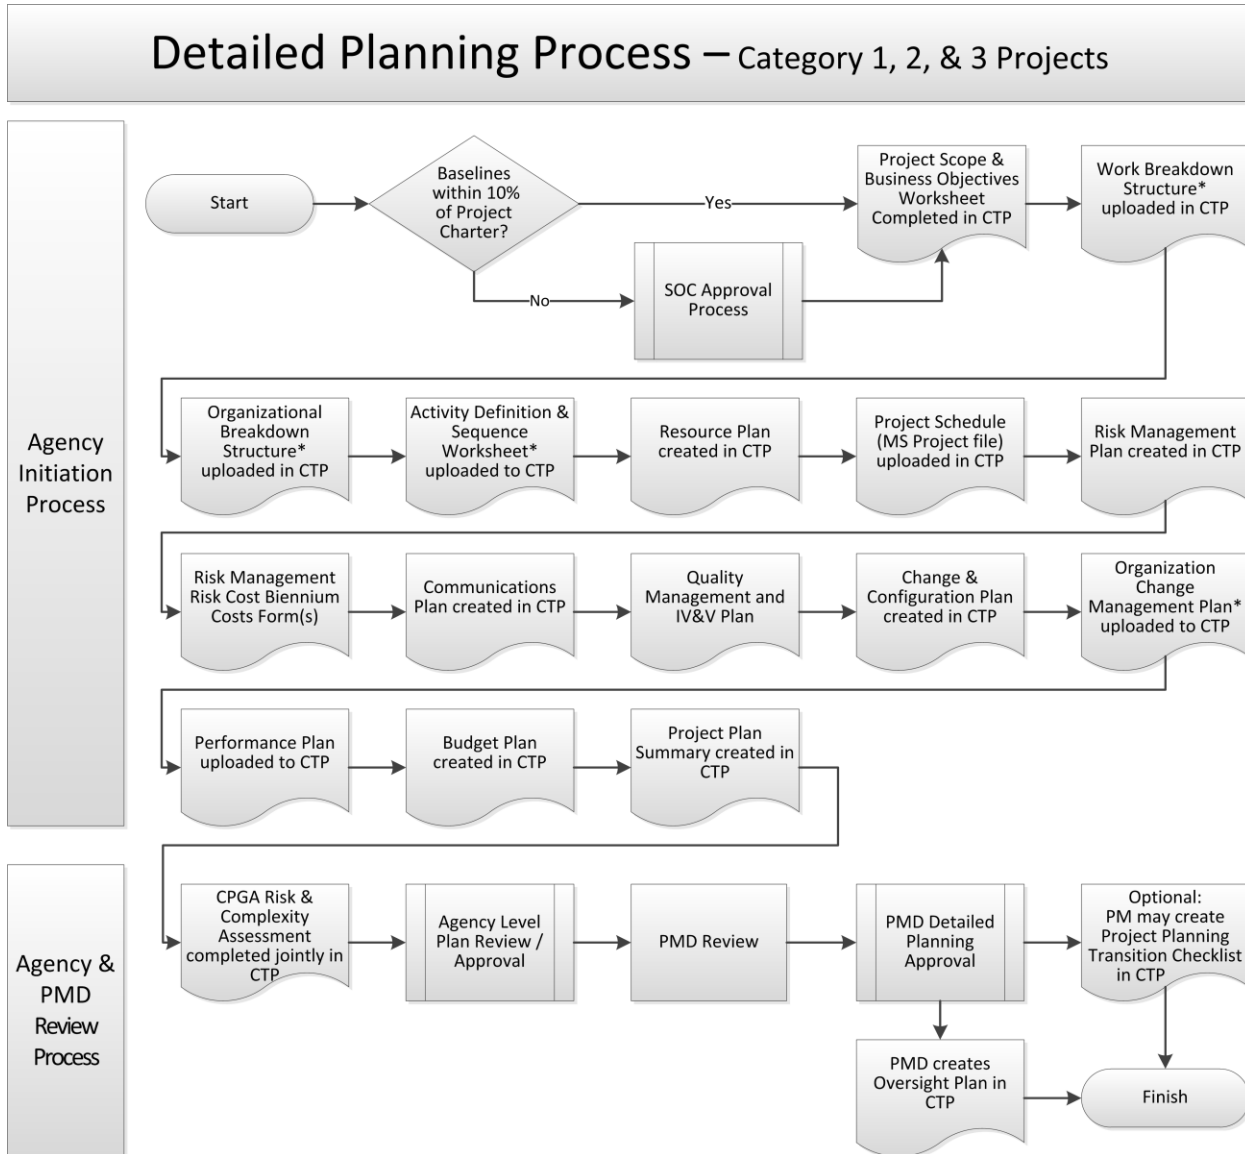 Detailed Planning Process – Category 1, 2, & 3 Projects
Agency
Initiation
Process
Start
Baselines
within 10%
of Project
Charter?
Yes
No
SOC Approval
Process
Project Scope &
Business Objectives
Worksheet
Completed in CTP
Work Breakdown
Structure*
uploaded in CTP
Organizational
Breakdown
Structure*
uploaded in CTP
Activity Definition &
Sequence
Worksheet*
uploaded to CTP
Resource Plan
created in CTP
Project Schedule
(MS Project file)
uploaded in CTP
Risk Management
Plan created in CTP
Risk Management
Risk Cost Biennium
Costs Form(s)
Communications
Plan created in CTP
Quality
Management and
IV&V Plan
Change &
Configuration Plan
created in CTP
Organization
Change
Management Plan*
uploaded to CTP
Performance Plan
uploaded to CTP
Budget Plan
created in CTP
Project Plan
Summary created in
CTP
Agency &
PMD
Review
Process
CPGA Risk &
Complexity
Assessment
completed jointly in
CTP
Agency Level
Plan Review /
Approval
PMD Review
PMD Detailed
Planning
Approval
Optional:
PM may create
Project Planning
Transition Checklist
in CTP
PMD creates
Oversight Plan in
CTP
Finish